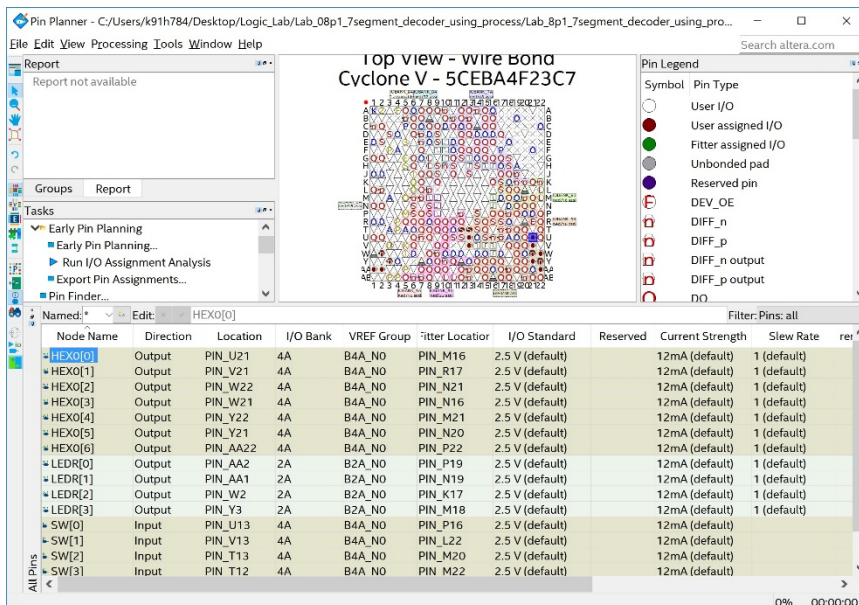 Pin Planner - C:/Users/k91h784/Desktop/Logic_Lab/Lab_08p1_7segment_decoder_using_process/Lab_8p1_7segment_decoder_using_pro...
File Edit View Processing Tools Window Help
Search altera.com
Report
Report not available
Groups Report
Tasks
Early Pin Planning
Early Pin Planning...
Run I/O Assignment Analysis
Export Pin Assignments...
Pin Finder...
Top View - Wire Bond
Cyclone V - 5CEBA4F23C7
Pin Legend
Symbol Pin Type
User I/O
User assigned I/O
Fitter assigned I/O
Unbonded pad
Reserved pin
DEV_OE
DIFF_n
DIFF_p
DIFF_n output
DIFF_p output
DQ
Named: * Edit: HEX0[0] Filter: Pins: all
Node Name Direction Location I/O Bank VREF Group Fitter Location I/O Standard Reserved Current Strength Slew Rate
HEX0[0] Output PIN_U21 4A B4A_N0 PIN_M16 2.5 V (default) 12mA (default) 1 (default)
HEX0[1] Output PIN_V21 4A B4A_N0 PIN_R17 2.5 V (default) 12mA (default) 1 (default)
HEX0[2] Output PIN_W22 4A B4A_N0 PIN_N21 2.5 V (default) 12mA (default) 1 (default)
HEX0[3] Output PIN_W21 4A B4A_N0 PIN_N16 2.5 V (default) 12mA (default) 1 (default)
HEX0[4] Output PIN_Y22 4A B4A_N0 PIN_M21 2.5 V (default) 12mA (default) 1 (default)
HEX0[5] Output PIN_Y21 4A B4A_N0 PIN_N20 2.5 V (default) 12mA (default) 1 (default)
HEX0[6] Output PIN_AA22 4A B4A_N0 PIN_P22 2.5 V (default) 12mA (default) 1 (default)
LEDR[0] Output PIN_AA2 2A B2A_N0 PIN_P19 2.5 V (default) 12mA (default) 1 (default)
LEDR[1] Output PIN_AA1 2A B2A_N0 PIN_N19 2.5 V (default) 12mA (default) 1 (default)
LEDR[2] Output PIN_W2 2A B2A_N0 PIN_K17 2.5 V (default) 12mA (default) 1 (default)
LEDR[3] Output PIN_Y3 2A B2A_N0 PIN_M18 2.5 V (default) 12mA (default) 1 (default)
SW[0] Input PIN_U13 4A B4A_N0 PIN_P16 2.5 V (default) 12mA (default)
SW[1] Input PIN_V13 4A B4A_N0 PIN_L22 2.5 V (default) 12mA (default)
SW[2] Input PIN_T13 4A B4A_N0 PIN_M20 2.5 V (default) 12mA (default)
SW[3] Input PIN_T12 4A B4A_N0 PIN_M22 2.5 V (default) 12mA (default)
All Pins
0% 00:00:00